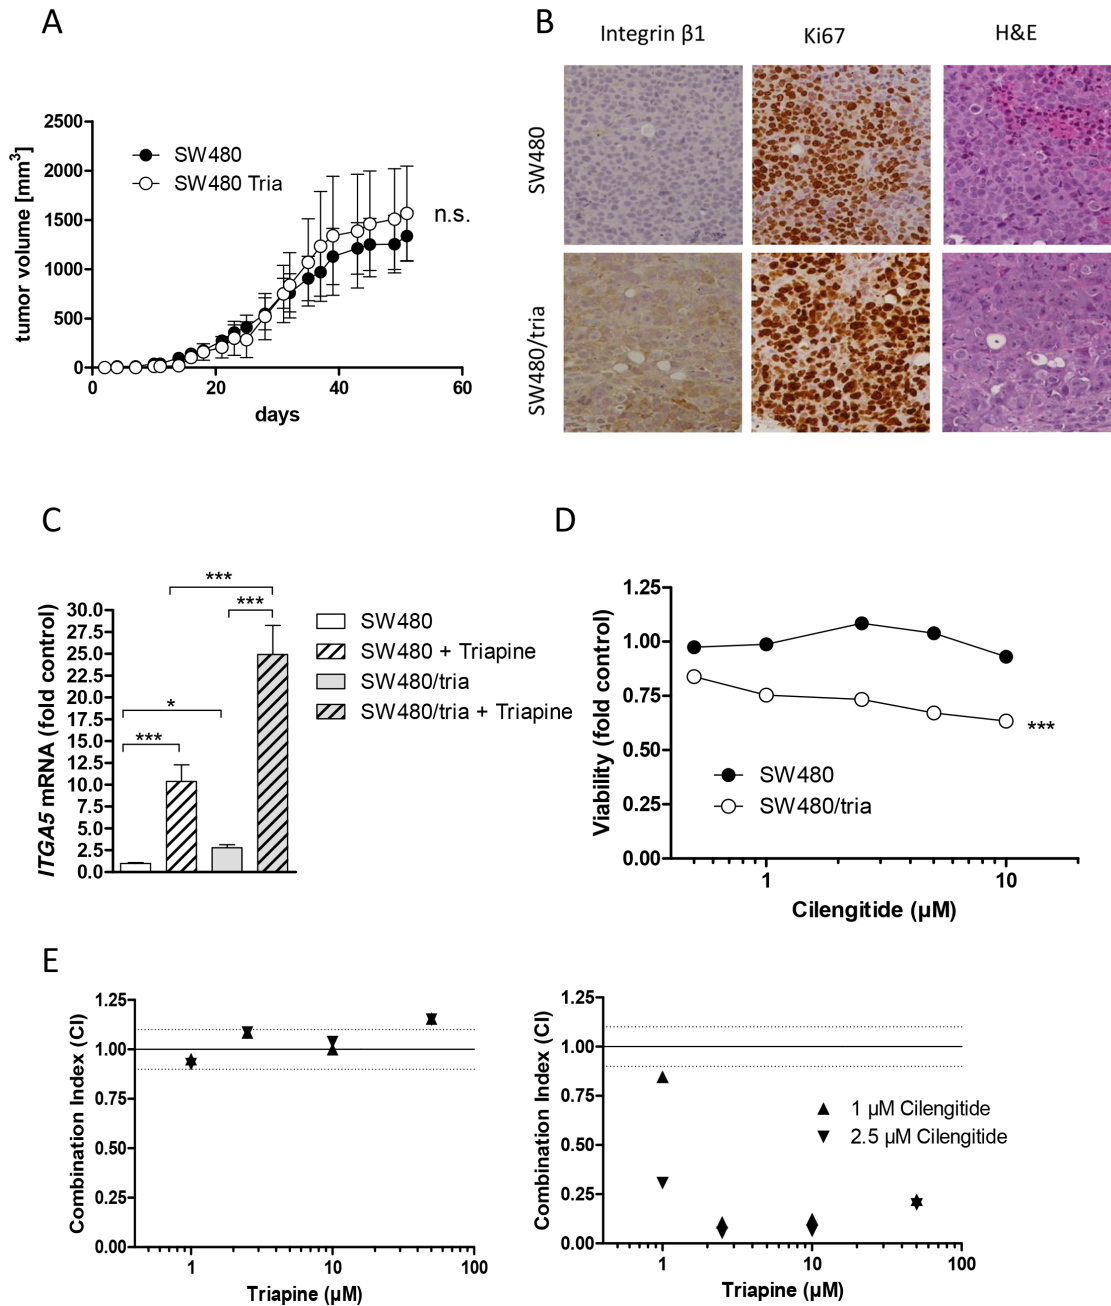 A
2500
2000
1500
1000
500
0
tumor volume [mm³]
SW480
SW480 Tria
n.s.
0
20
40
60
days
B
Integrin β1
Ki67
H&E
SW480
SW480/tria
C
***
***
*
***
30.0
27.5
25.0
22.5
20.0
17.5
15.0
12.5
10.0
7.5
5.0
2.5
0.0
ITGA5 mRNA (fold control)
SW480
SW480 + Triapine
SW480/tria
SW480/tria + Triapine
D
1.25
1.00
0.75
0.50
0.25
0.00
Viability (fold control)
***
SW480
SW480/tria
1
10
Cilengitide (µM)
E
1.25
1.00
0.75
0.50
0.25
0.00
Combination Index (CI)
1
10
100
Triapine (µM)
1.25
1.00
0.75
0.50
0.25
0.00
Combination Index (CI)
1 µM Cilengitide
2.5 µM Cilengitide
1
10
100
Triapine (µM)